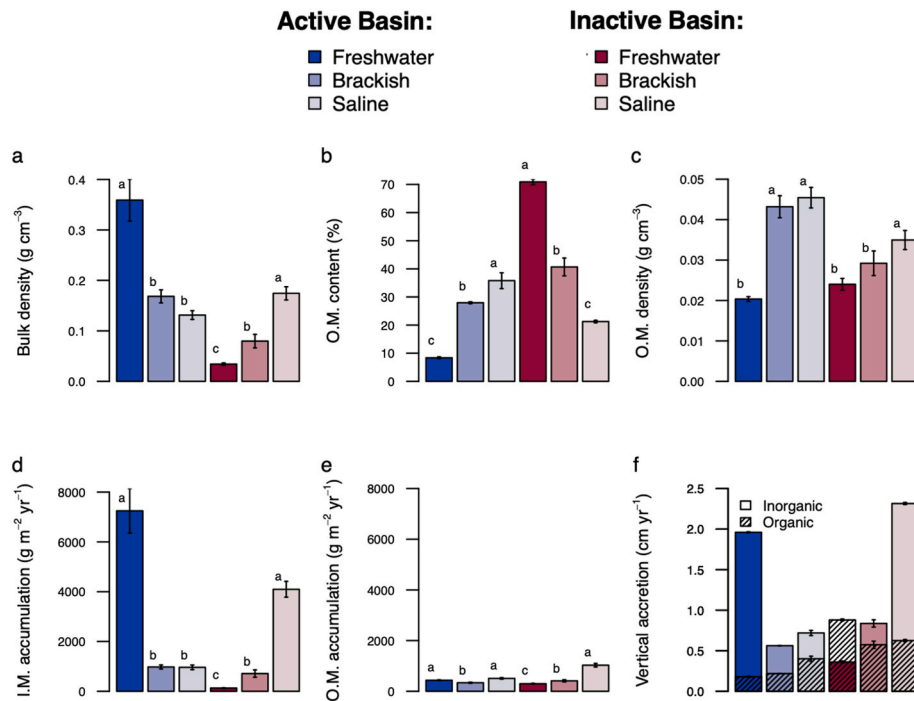 Active Basin: Inactive Basin:
Freshwater Freshwater
Brackish Brackish
Saline Saline
a
Bulk density (g cm⁻³)
0.4
0.3
0.2
0.1
0.0
a
b
b
c
b
a
b
O.M. content (%)
70
60
50
40
30
20
10
0
c
b
a
a
b
c
c
O.M. density (g cm⁻³)
0.05
0.04
0.03
0.02
0.01
0.00
b
a
a
b
b
a
d
I.M. accumulation (g m⁻² yr⁻¹)
8000
6000
4000
2000
0
a
b
b
c
b
a
e
O.M. accumulation (g m⁻² yr⁻¹)
8000
6000
4000
2000
0
a
b
a
c
b
a
f
Vertical accretion (cm yr⁻¹)
2.5
2.0
1.5
1.0
0.5
0.0
Inorganic
Organic